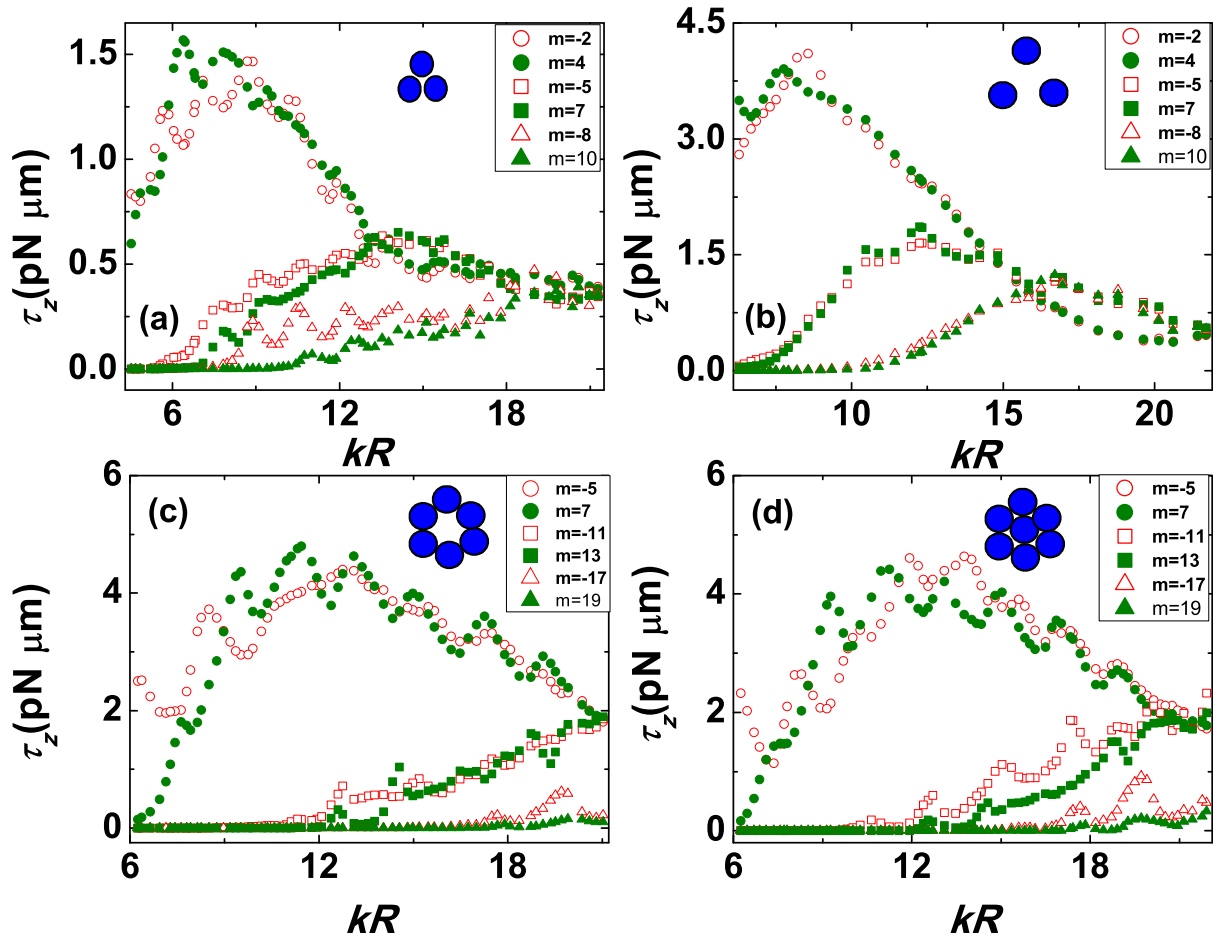 (a)
m=-2
m=4
m=-5
m=7
m=-8
m=10
1.5
1.0
0.5
0.0
τz(pN μm)
6 12 18
kR
(b)
m=-2
m=4
m=-5
m=7
m=-8
m=10
4.5
3.0
1.5
0.0
τz(pN μm)
10 15 20
kR
(c)
m=-5
m=7
m=-11
m=13
m=-17
m=19
6
4
2
0
τz(pN μm)
6 12 18
kR
(d)
m=-5
m=7
m=-11
m=13
m=-17
m=19
6
4
2
0
τz(pN μm)
6 12 18
kR